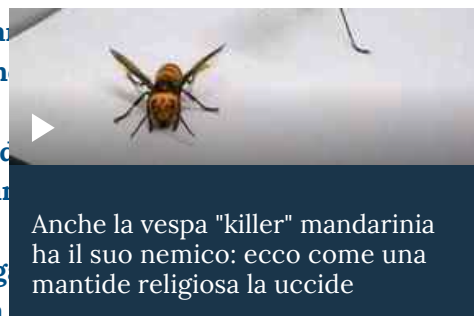 Anche la vespa "killer" mandarinia
ha il suo nemico: ecco come una
mantide religiosa la uccide